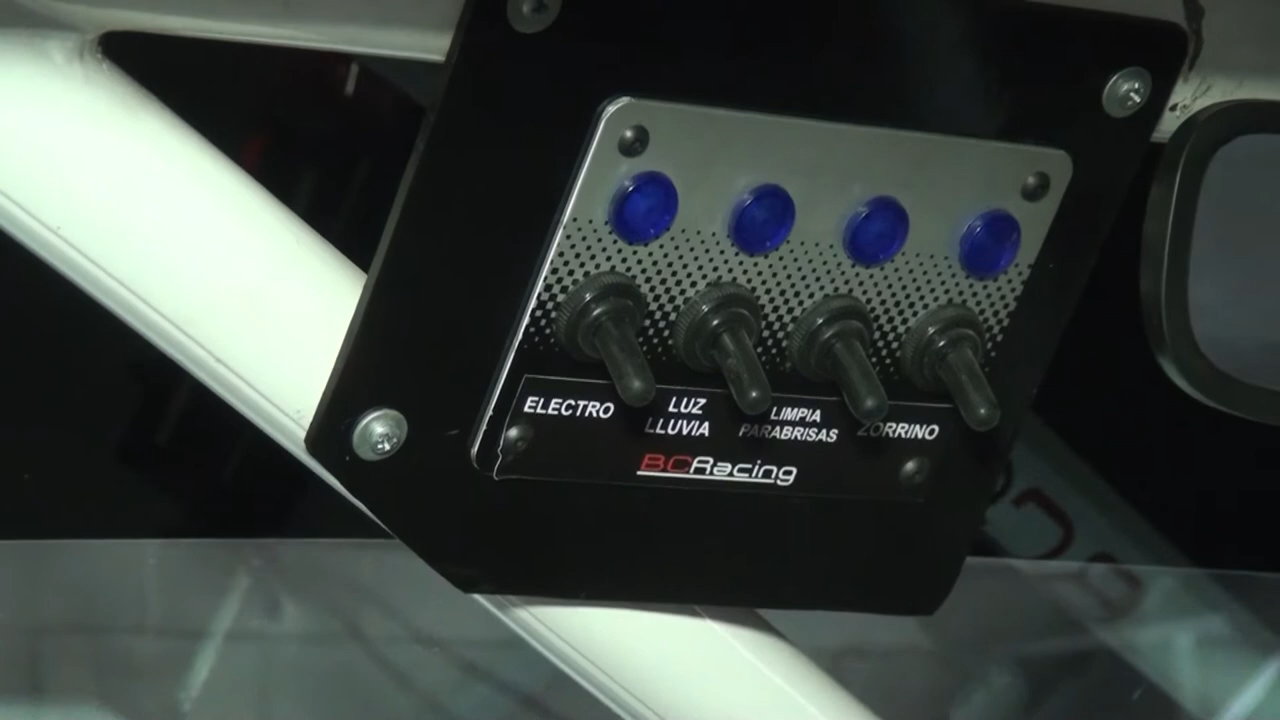 ELECTRO
LUZ
LLUVIA
LIMPIA
PARABRISAS
ZORRINO
BCRacing